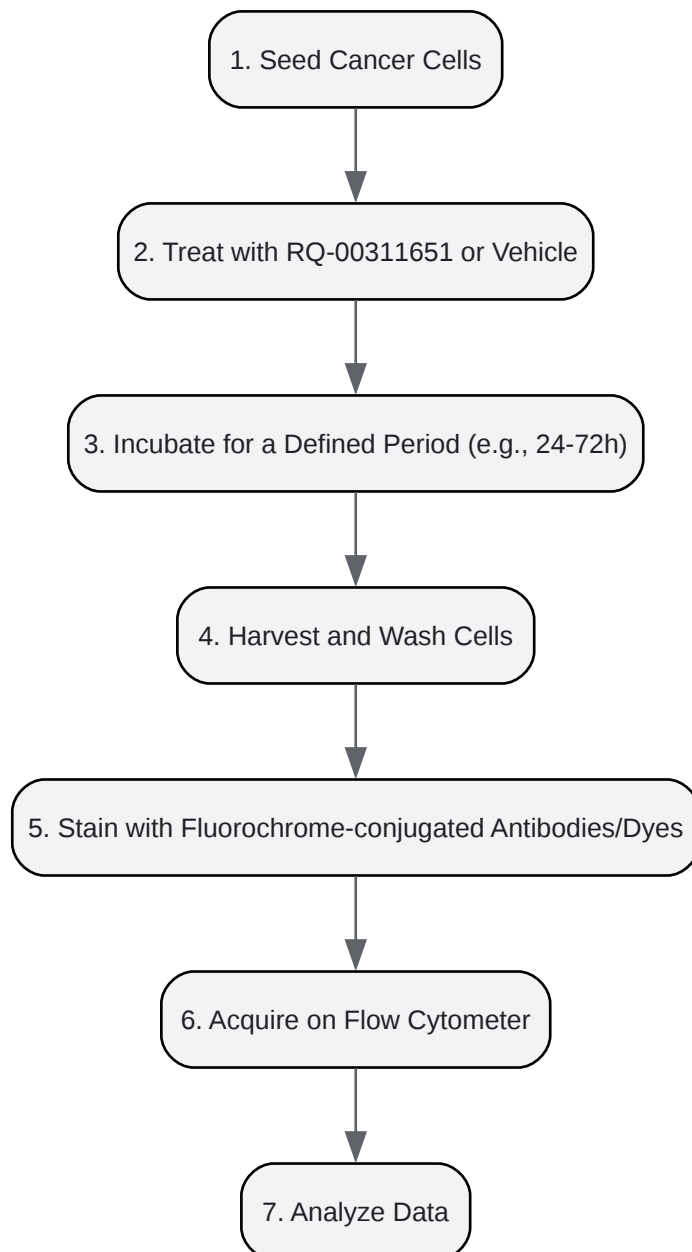 1. Seed Cancer Cells
2. Treat with RQ-00311651 or Vehicle
3. Incubate for a Defined Period (e.g., 24-72h)
4. Harvest and Wash Cells
5. Stain with Fluorochrome-conjugated Antibodies/Dyes
6. Acquire on Flow Cytometer
7. Analyze Data